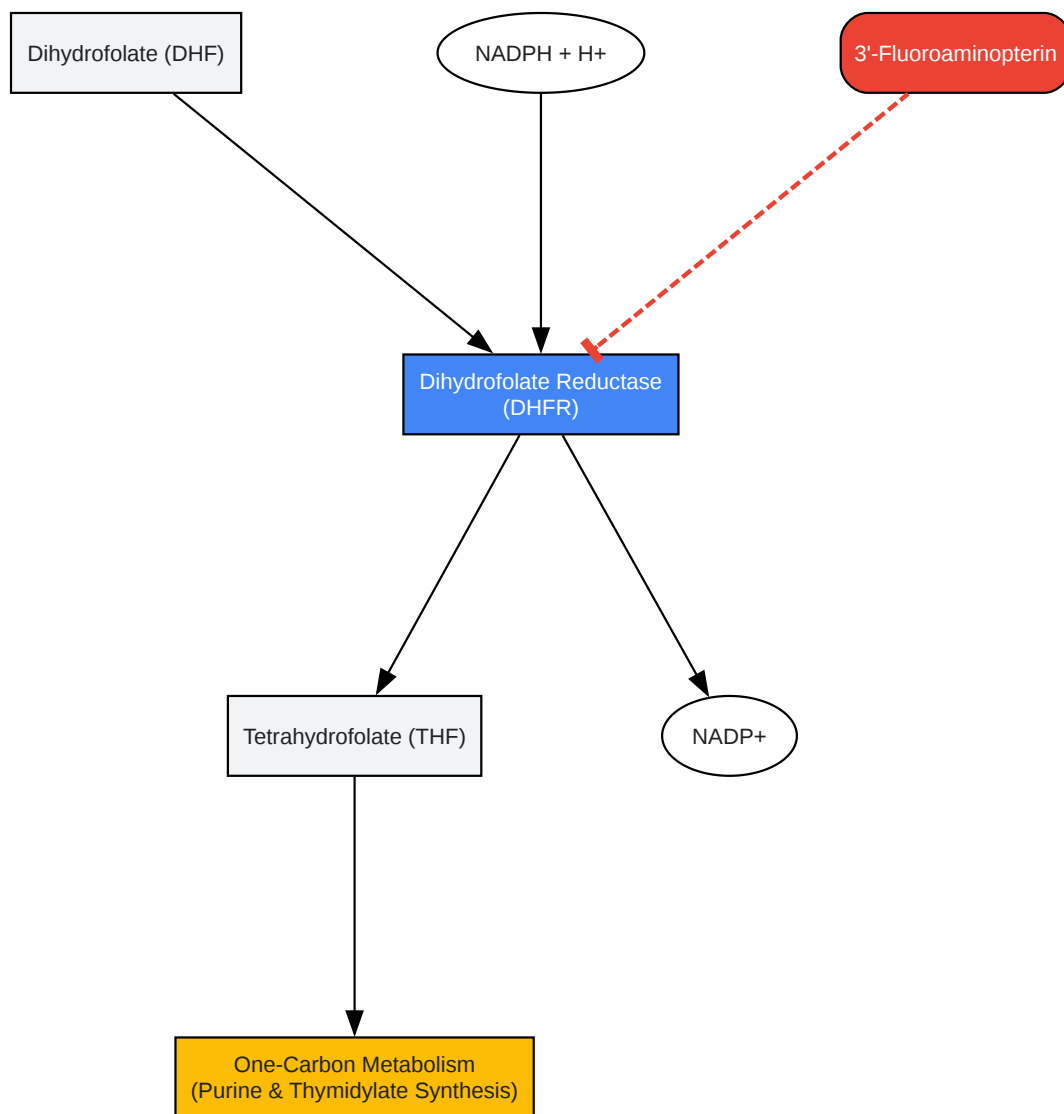 Dihydrofolate (DHF)
NADPH + H+
3'-Fluoroaminopterin
Dihydrofolate Reductase
(DHFR)
Tetrahydrofolate (THF)
NADP+
One-Carbon Metabolism
(Purine & Thymidylate Synthesis)